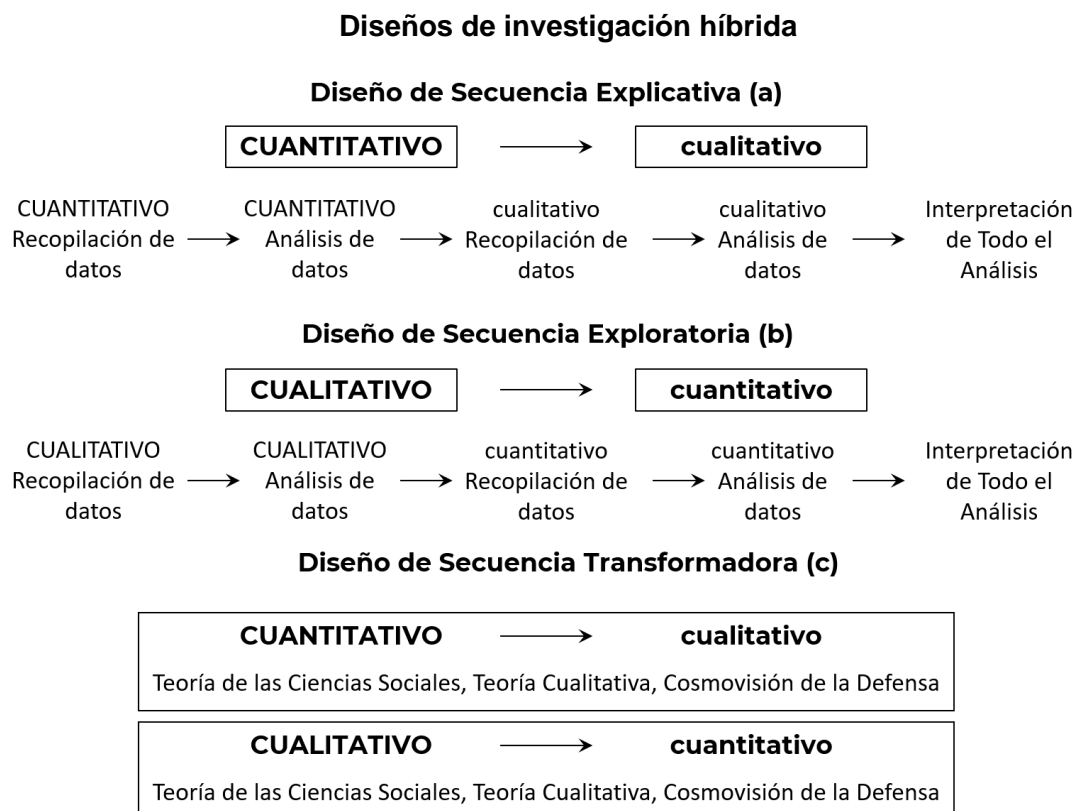 Diseños de investigación híbrida
Diseño de Secuencia Explicativa (a)
CUANTITATIVO → cualitativo
CUANTITATIVO
Recopilación de
datos
→
CUANTITATIVO
Análisis de
datos
→
cualitativo
Recopilación de
datos
→
cualitativo
Análisis de
datos
→
Interpretación
de Todo el
Análisis
Diseño de Secuencia Exploratoria (b)
CUALITATIVO → cuantitativo
CUALITATIVO
Recopilación de
datos
→
CUALITATIVO
Análisis de
datos
→
cuantitativo
Recopilación de
datos
→
cuantitativo
Análisis de
datos
→
Interpretación
de Todo el
Análisis
Diseño de Secuencia Transformadora (c)
CUANTITATIVO → cualitativo
Teoría de las Ciencias Sociales, Teoría Cualitativa, Cosmovisión de la Defensa
CUALITATIVO → cuantitativo
Teoría de las Ciencias Sociales, Teoría Cualitativa, Cosmovisión de la Defensa